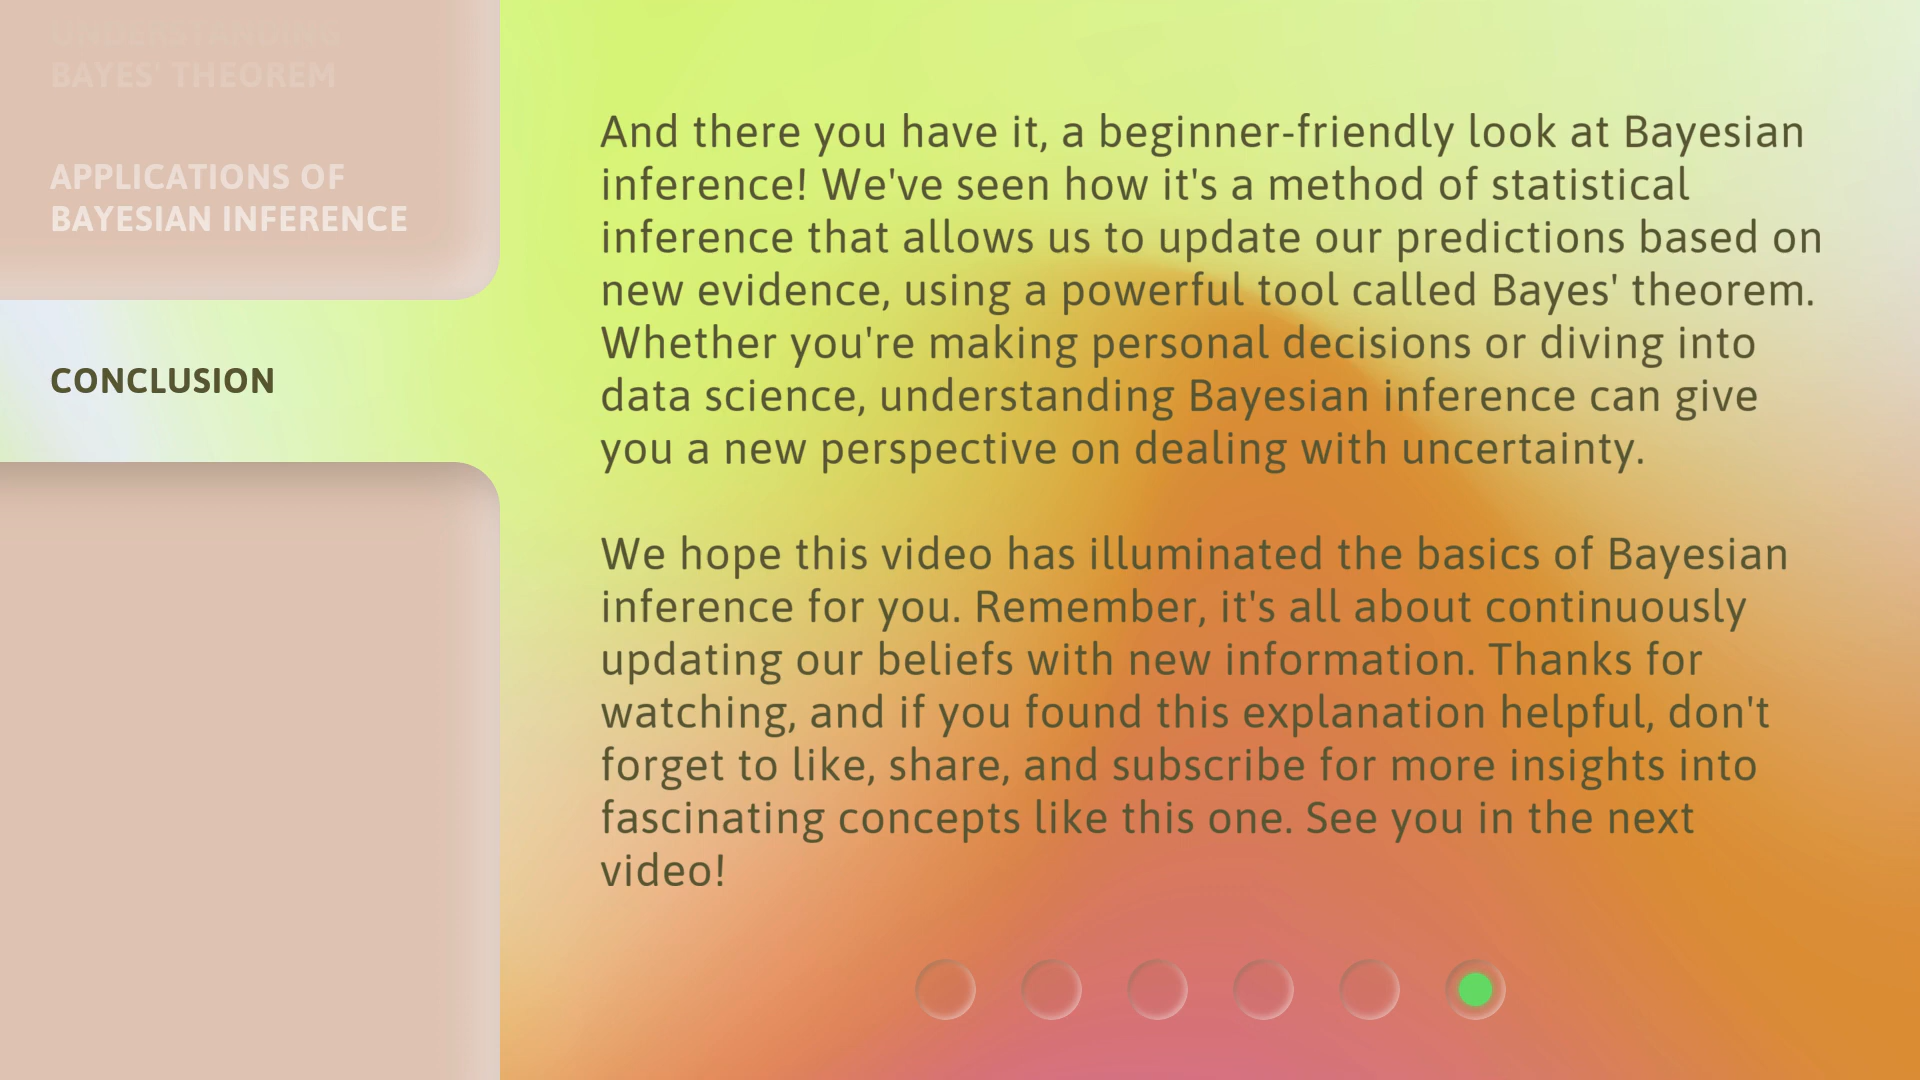 UNDERSTANDING
BAYES' THEOREM
APPLICATIONS OF
BAYESIAN INFERENCE
CONCLUSION
And there you have it, a beginner-friendly look at Bayesian
inference! We've seen how it's a method of statistical
inference that allows us to update our predictions based on
new evidence, using a powerful tool called Bayes' theorem.
Whether you're making personal decisions or diving into
data science, understanding Bayesian inference can give
you a new perspective on dealing with uncertainty.
We hope this video has illuminated the basics of Bayesian
inference for you. Remember, it's all about continuously
updating our beliefs with new information. Thanks for
watching, and if you found this explanation helpful, don't
forget to like, share, and subscribe for more insights into
fascinating concepts like this one. See you in the next
video!